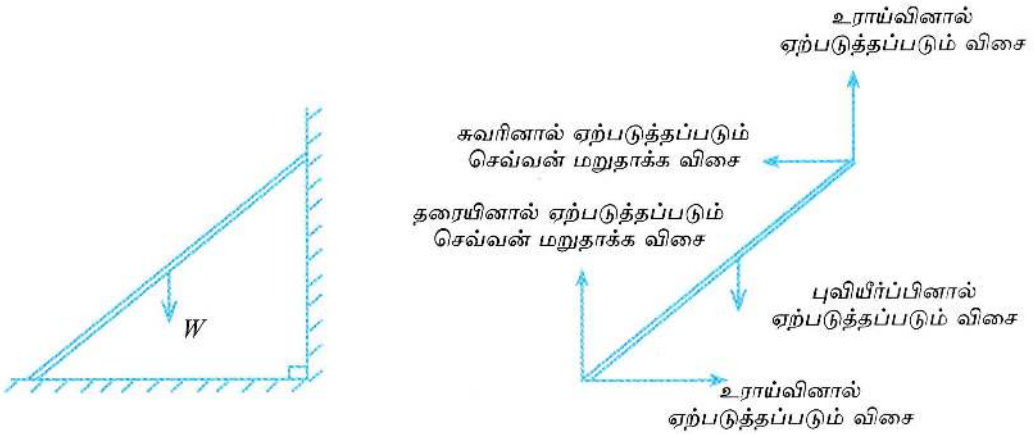 உராய்வினால்
ஏற்படுத்தப்படும் விசை
சுவரினால் ஏற்படுத்தப்படும்
செவ்வன் மறுதாக்க விசை
தரையினால் ஏற்படுத்தப்படும்
செவ்வன் மறுதாக்க விசை
W
புவியீர்ப்பினால்
ஏற்படுத்தப்படும் விசை
உராய்வினால்
ஏற்படுத்தப்படும் விசை